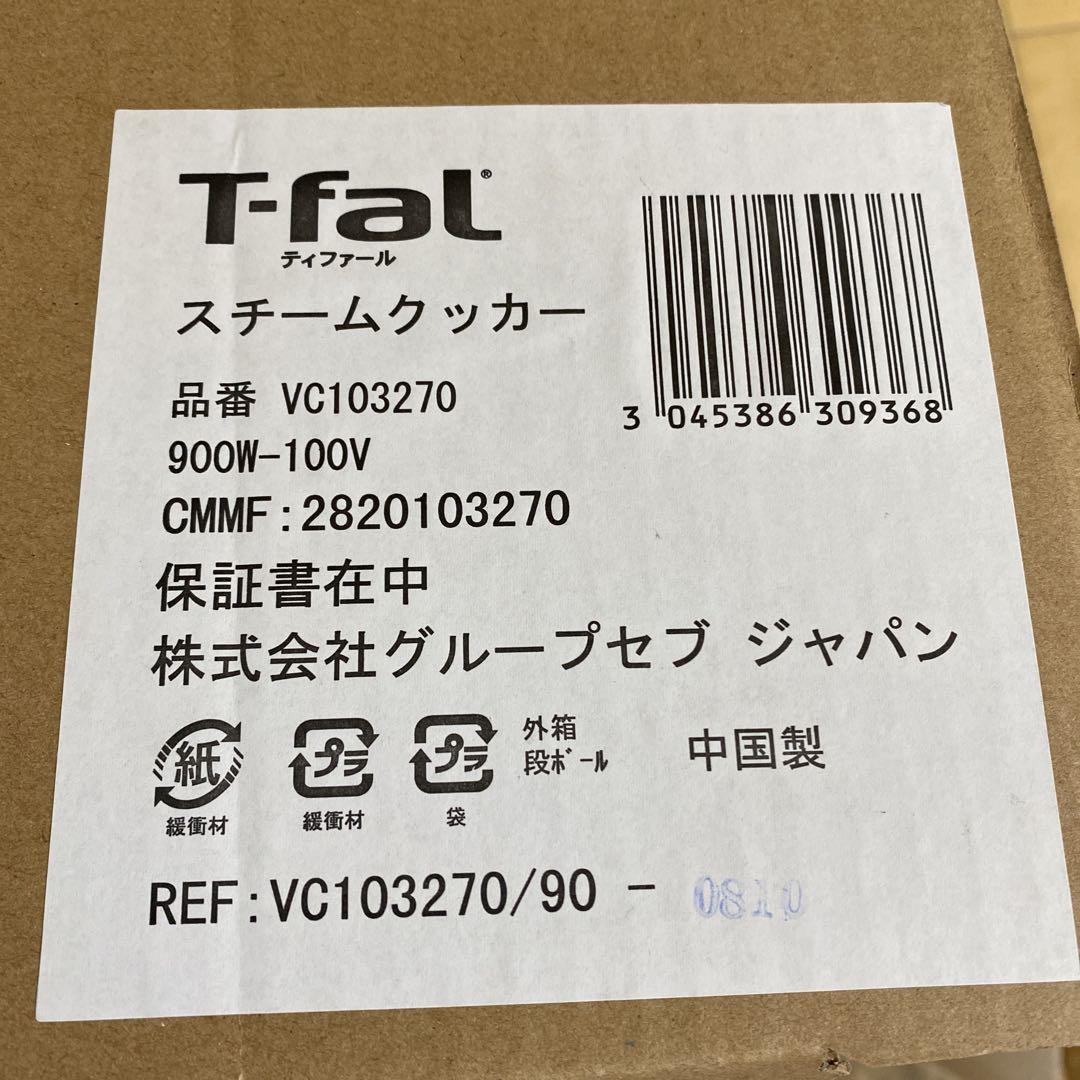 T-fal®
ティファール
スチームクッカー
3 045386 309368
品番 VC103270
900W-100V
CMMF:2820103270
保証書在中
株式会社グループセブ ジャパン
紙
緩衝材
プラ
緩衝材
プラ
袋
外箱
段ボール
中国製
REF:VC103270/90 - 0810